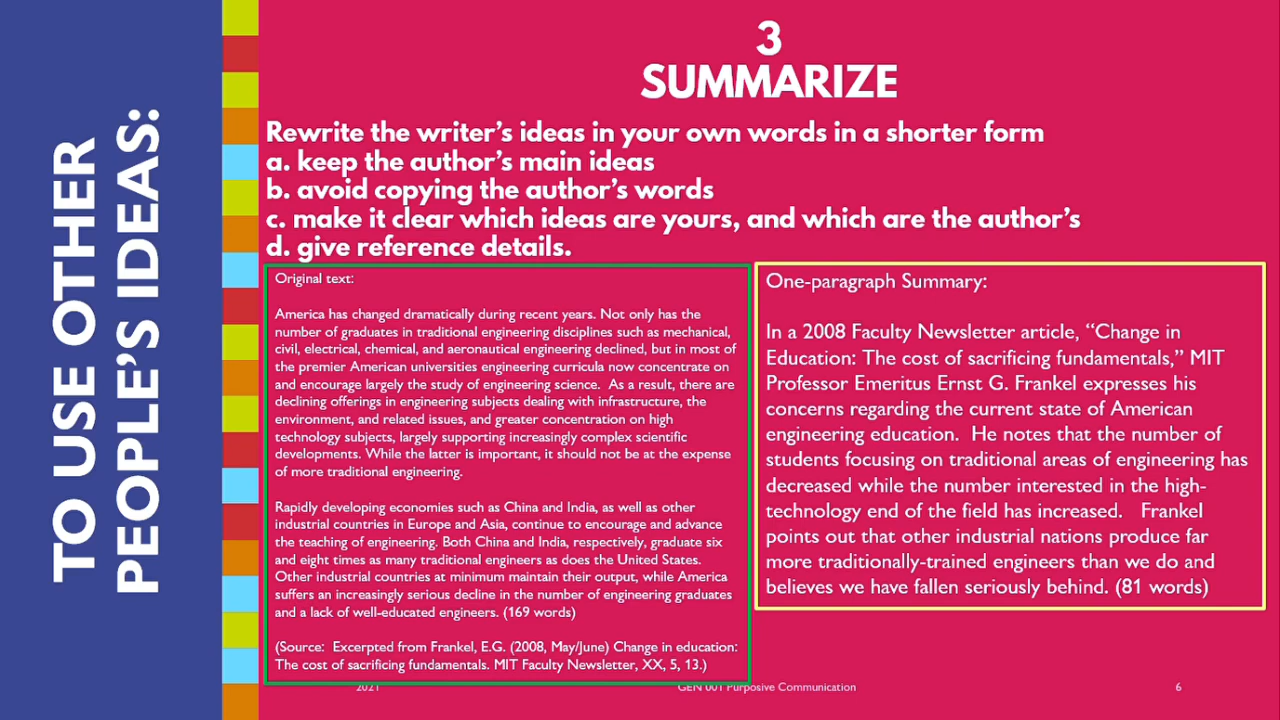 TO USE OTHER
PEOPLE'S IDEAS:
3
SUMMARIZE
Rewrite the writer's ideas in your own words in a shorter form
a. keep the author's main ideas
b. avoid copying the author's words
c. make it clear which ideas are yours, and which are the author's
d. give reference details.
Original text:
America has changed dramatically during recent years. Not only has the
number of graduates in traditional engineering disciplines such as mechanical,
civil, electrical, chemical, and aeronautical engineering declined, but in most of
the premier American universities engineering curricula now concentrate on
and encourage largely the study of engineering science.  As a result, there are
declining offerings in engineering subjects dealing with infrastructure, the
environment, and related issues, and greater concentration on high
technology subjects, largely supporting increasingly complex scientific
developments. While the latter is important, it should not be at the expense
of more traditional engineering.
Rapidly developing economies such as China and India, as well as other
industrial countries in Europe and Asia, continue to encourage and advance
the teaching of engineering. Both China and India, respectively, graduate six
and eight times as many traditional engineers as does the United States.
Other industrial countries at minimum maintain their output, while America
suffers an increasingly serious decline in the number of engineering graduates
and a lack of well-educated engineers. (169 words)
(Source:  Excerpted from Frankel, E.G. (2008, May/June) Change in education:
The cost of sacrificing fundamentals. MIT Faculty Newsletter, XX, 5, 13.)
One-paragraph Summary:
In a 2008 Faculty Newsletter article, "Change in
Education: The cost of sacrificing fundamentals," MIT
Professor Emeritus Ernst G. Frankel expresses his
concerns regarding the current state of American
engineering education.  He notes that the number of
students focusing on traditional areas of engineering has
decreased while the number interested in the high-
technology end of the field has increased.   Frankel
points out that other industrial nations produce far
more traditionally-trained engineers than we do and
believes we have fallen seriously behind. (81 words)
2021
GEN 001 Purposive Communication
6